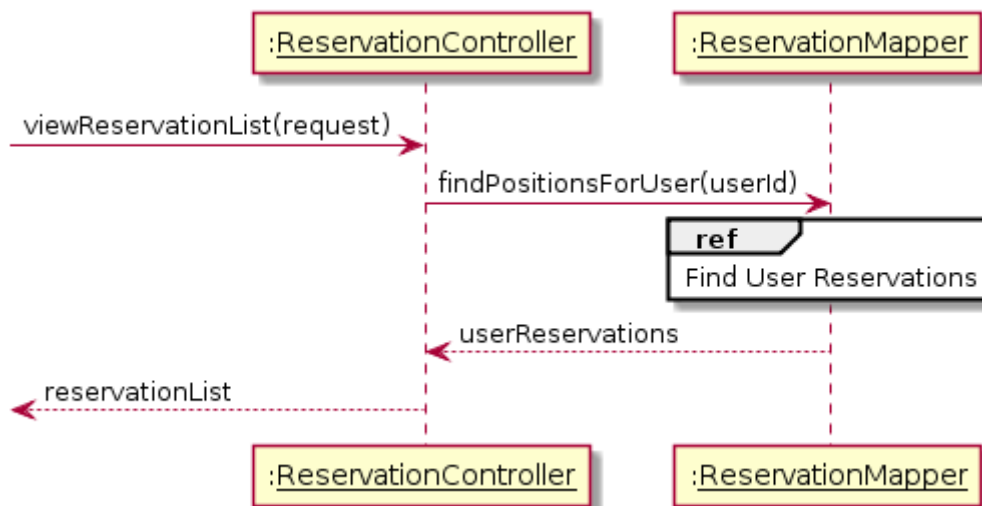 :ReservationController
:ReservationMapper
viewReservationList(request)
findPositionsForUser(userId)
ref
Find User Reservations
userReservations
reservationList
:ReservationController
:ReservationMapper